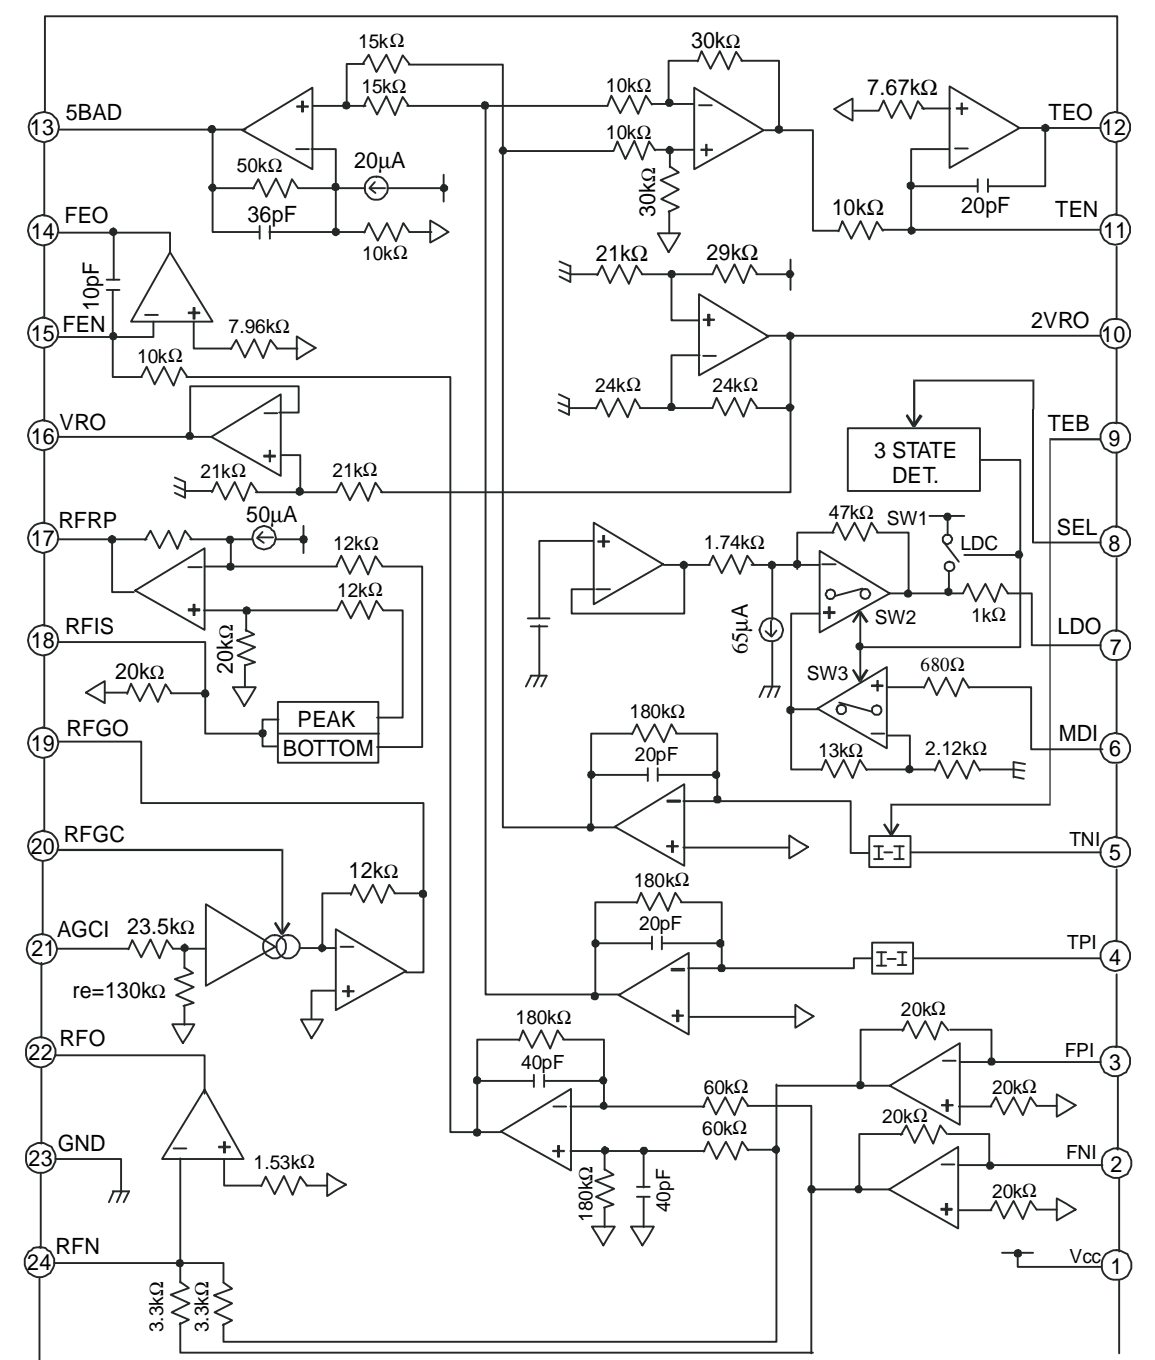 15kΩ
30kΩ
15kΩ
10kΩ
7.67kΩ
5BAD
+
−
+
TEO
13
12
10kΩ
−
+
−
50kΩ
20μA
30kΩ
36pF
20pF
FEO
10kΩ
TEN
14
11
10kΩ
21kΩ
29kΩ
10pF
− +
FEN
7.96kΩ
+
2VRO
15
10
10kΩ
−
24kΩ
24kΩ
VRO
−
TEB
16
9
+
3 STATE
DET.
21kΩ
21kΩ
RFRP
50μA
47kΩ
SW1
SEL
17
8
12kΩ
+
1.74kΩ
LDC
−
−
12kΩ
+
−
+
SW2
1kΩ
RFIS
20kΩ
65μA
LDO
18
7
20kΩ
SW3
680Ω
+
PEAK
180kΩ
RFGO
BOTTOM
−
MDI
19
6
20pF
13kΩ
2.12kΩ
−
RFGC
+
I-I
TNI
20
5
12kΩ
180kΩ
AGCI
23.5kΩ
20pF
TPI
21
−
−
I-I
4
re=130kΩ
+
+
180kΩ
20kΩ
RFO
40pF
FPI
22
−
3
60kΩ
+
20kΩ
−
60kΩ
20kΩ
− +
+
GND
−
FNI
23
2
1.53kΩ
180kΩ
40pF
+
20kΩ
RFN
Vcc
24
1
3.3kΩ
3.3kΩ